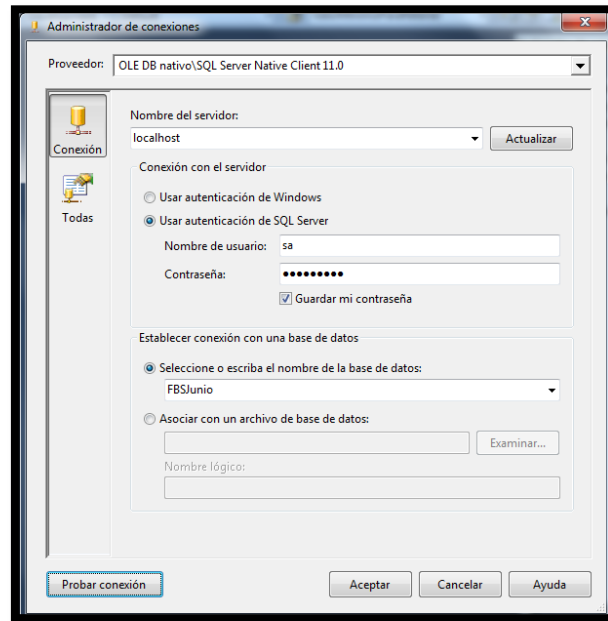 Administrador de conexiones
Proveedor: OLE DB nativo\SQL Server Native Client 11.0
Conexión
Todas
Nombre del servidor:
localhost Actualizar
Conexión con el servidor
Usar autenticación de Windows
Usar autenticación de SQL Server
Nombre de usuario: sa
Contraseña: •••••••••
Guardar mi contraseña
Establecer conexión con una base de datos
Seleccione o escriba el nombre de la base de datos:
FBSJunio
Asociar con un archivo de base de datos:
Examinar...
Nombre lógico:
Probar conexión Aceptar Cancelar Ayuda